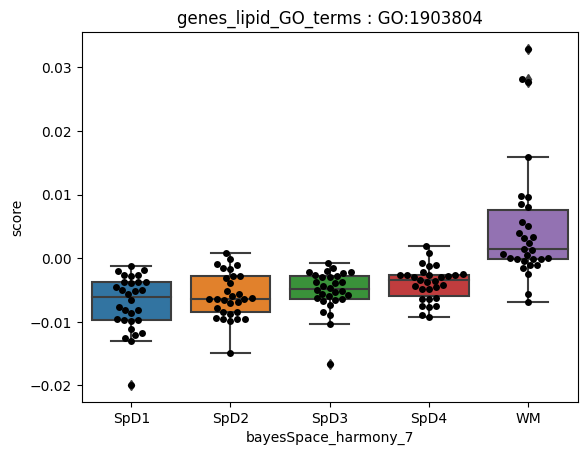 genes_lipid_GO_terms : GO:1903804
0.03
0.02
0.01
0.00
−0.01
−0.02
score
SpD1 SpD2 SpD3 SpD4 WM
bayesSpace_harmony_7